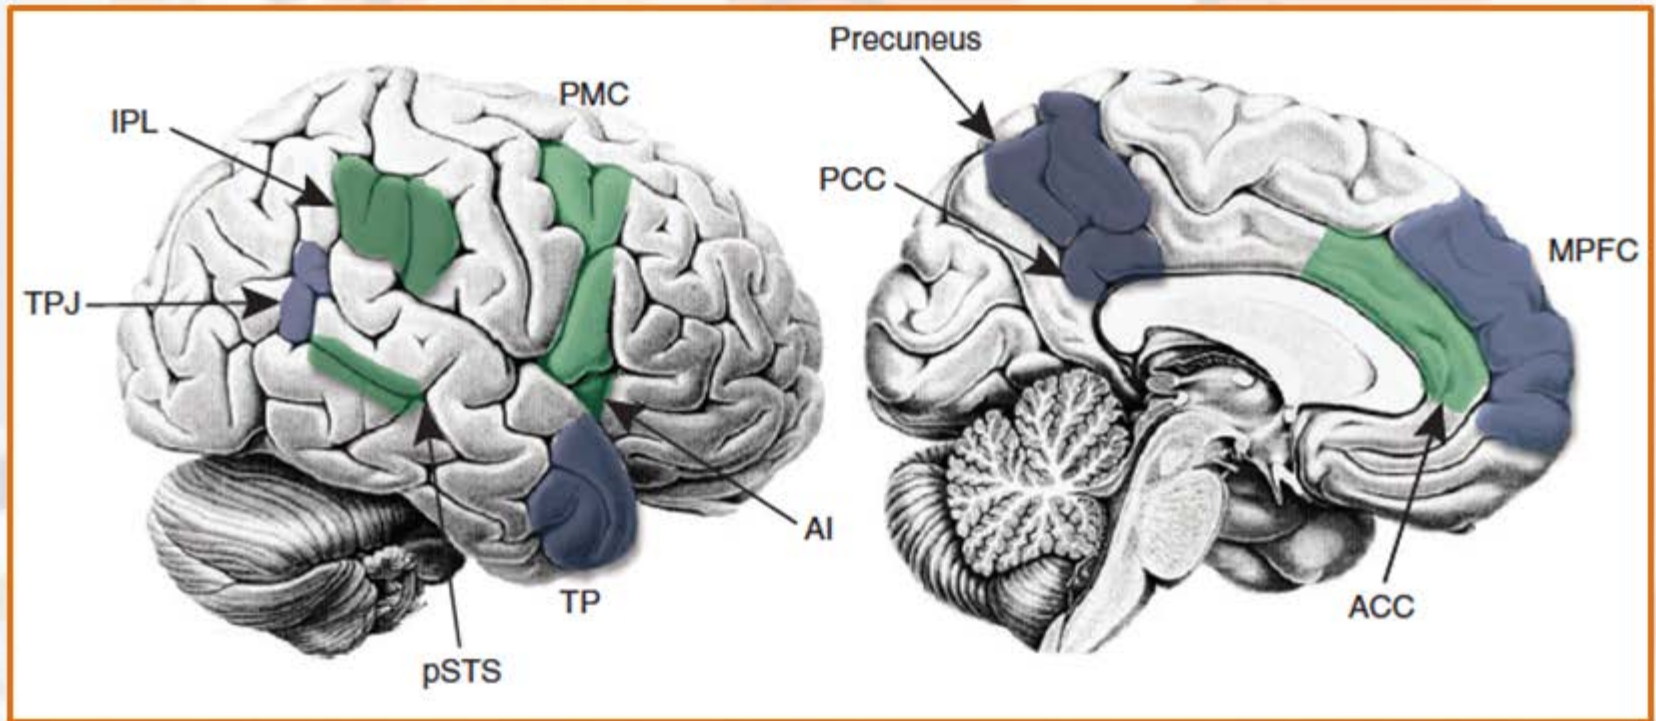 Precuneus
PMC
IPL
PCC
MPFC
TPJ
AI
TP
ACC
pSTS